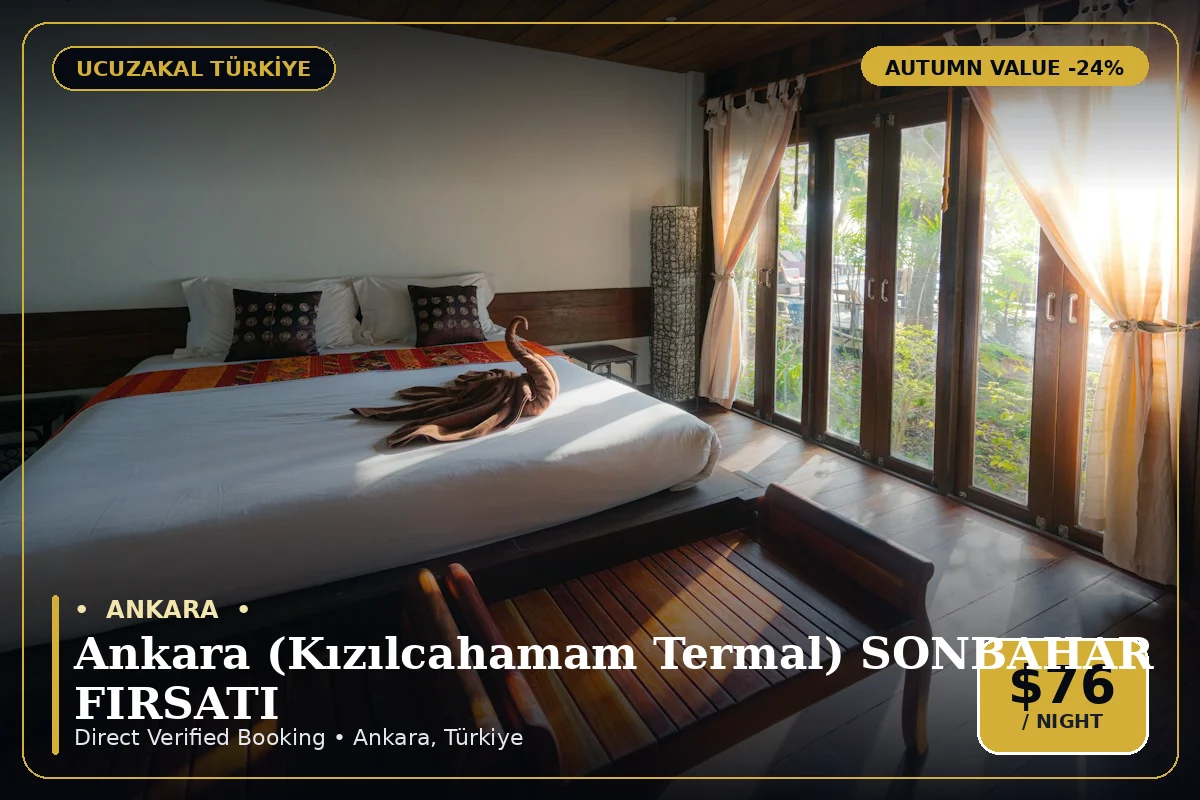 UCUZAKAL TÜRKİYE
AUTUMN VALUE -24%
• ANKARA •
Ankara (Kızılcahamam Termal) SONBAHAR
FIRSATI
Direct Verified Booking • Ankara, Türkiye
$76
/ NIGHT